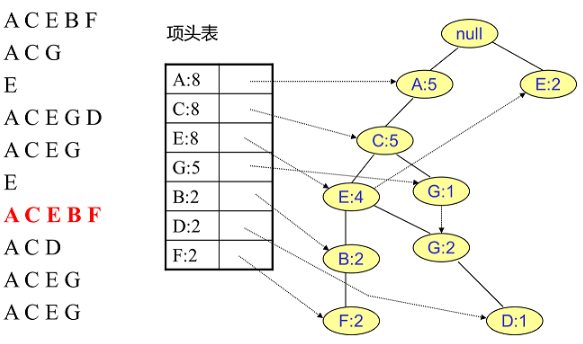 A C E B F
A C G
E
A C E G D
A C E G
E
A C E B F
A C D
A C E G
A C E G
项头表
A:8
C:8
E:8
G:5
B:2
D:2
F:2
null
A:5
E:2
C:5
E:4
G:1
G:2
B:2
F:2
D:1